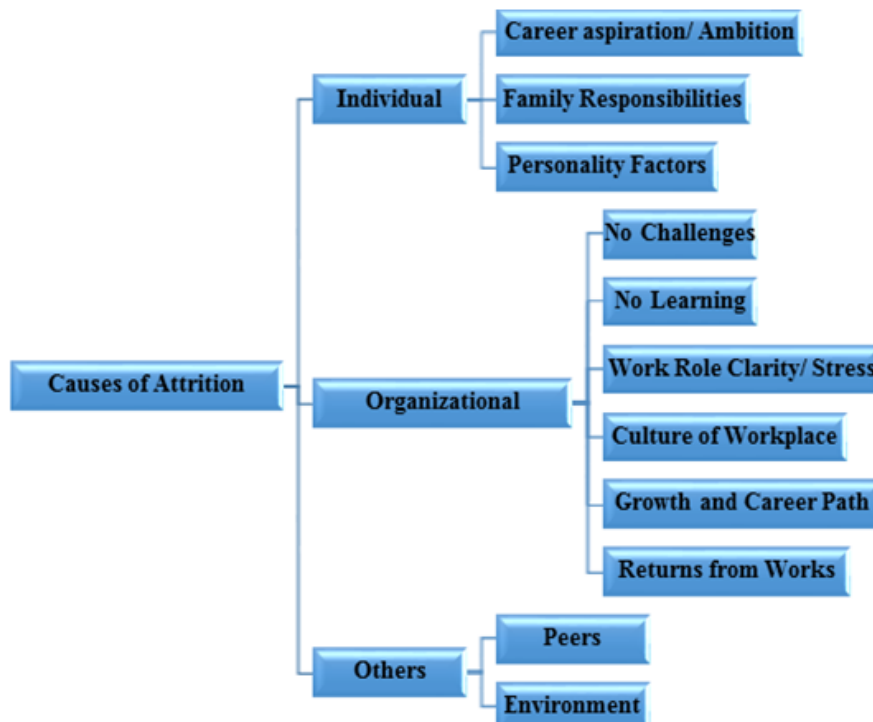 Causes of Attrition
Individual
Career aspiration/ Ambition
Family Responsibilities
Personality Factors
Organizational
No Challenges
No Learning
Work Role Clarity/ Stress
Culture of Workplace
Growth and Career Path
Returns from Works
Others
Peers
Environment